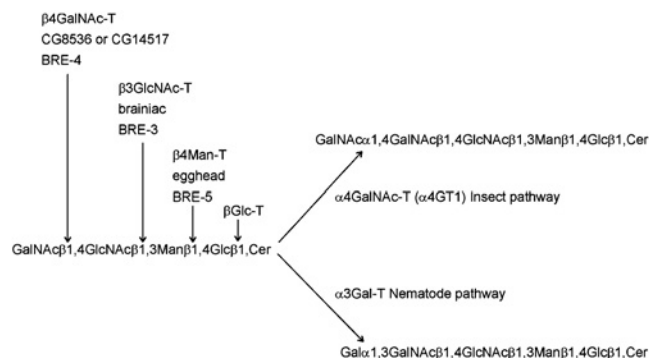 β4GalNAc-T
CG8536 or CG14517
BRE-4
β3GlcNAc-T
brainiac
BRE-3
β4Man-T
egghead
BRE-5
βGlc-T
GalNAcβ1,4GlcNAcβ1,3Manβ1,4Glcβ1,Cer
GalNAcα1,4GalNAcβ1,4GlcNAcβ1,3Manβ1,4Glcβ1,Cer
α4GalNAc-T (α4GT1) Insect pathway
α3Gal-T Nematode pathway
Galα1,3GalNAcβ1,4GlcNAcβ1,3Manβ1,4Glcβ1,Cer